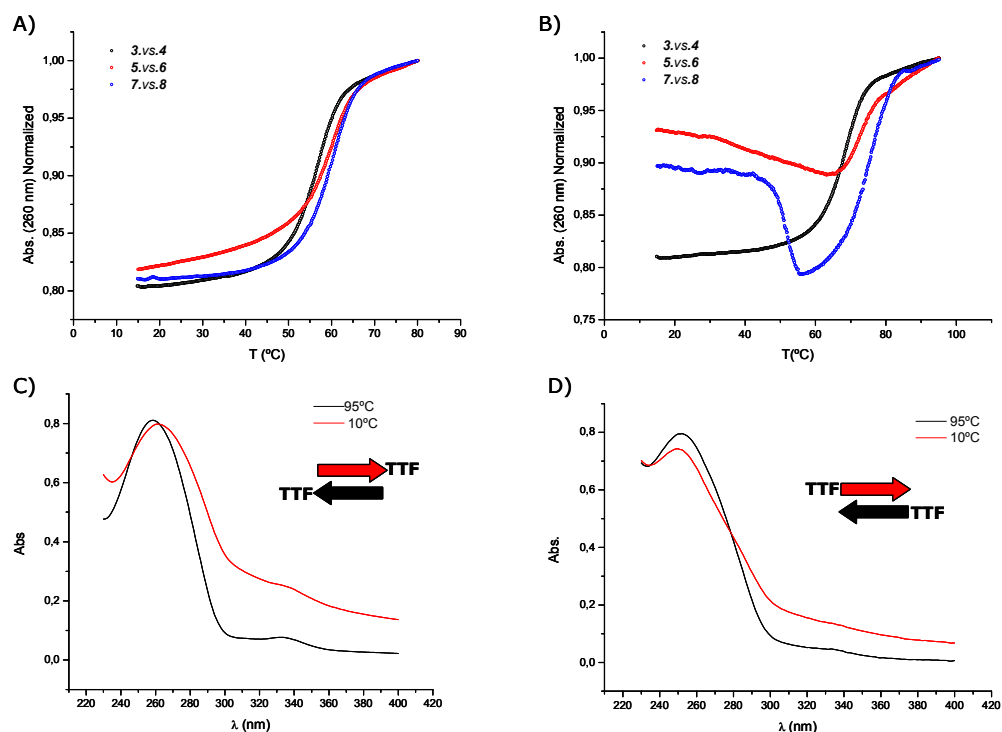 A)
3.vs.4
5.vs.6
7.vs.8
Abs. (260 nm) Normalized
1,00
0,95
0,90
0,85
0,80
0 10 20 30 40 50 60 70 80 90
T (ºC)
B)
3.vs.4
5.vs.6
7.vs.8
Abs. (260 nm) Normalized
1,00
0,95
0,90
0,85
0,80
0,75
0 20 40 60 80 100
T(ºC)
C)
95ºC
10ºC
TTF
TTF
Abs
0,8
0,6
0,4
0,2
0,0
220 240 260 280 300 320 340 360 380 400 420
λ (nm)
D)
95ºC
10ºC
TTF
TTF
Abs.
0,8
0,6
0,4
0,2
0,0
220 240 260 280 300 320 340 360 380 400 420
λ (nm)